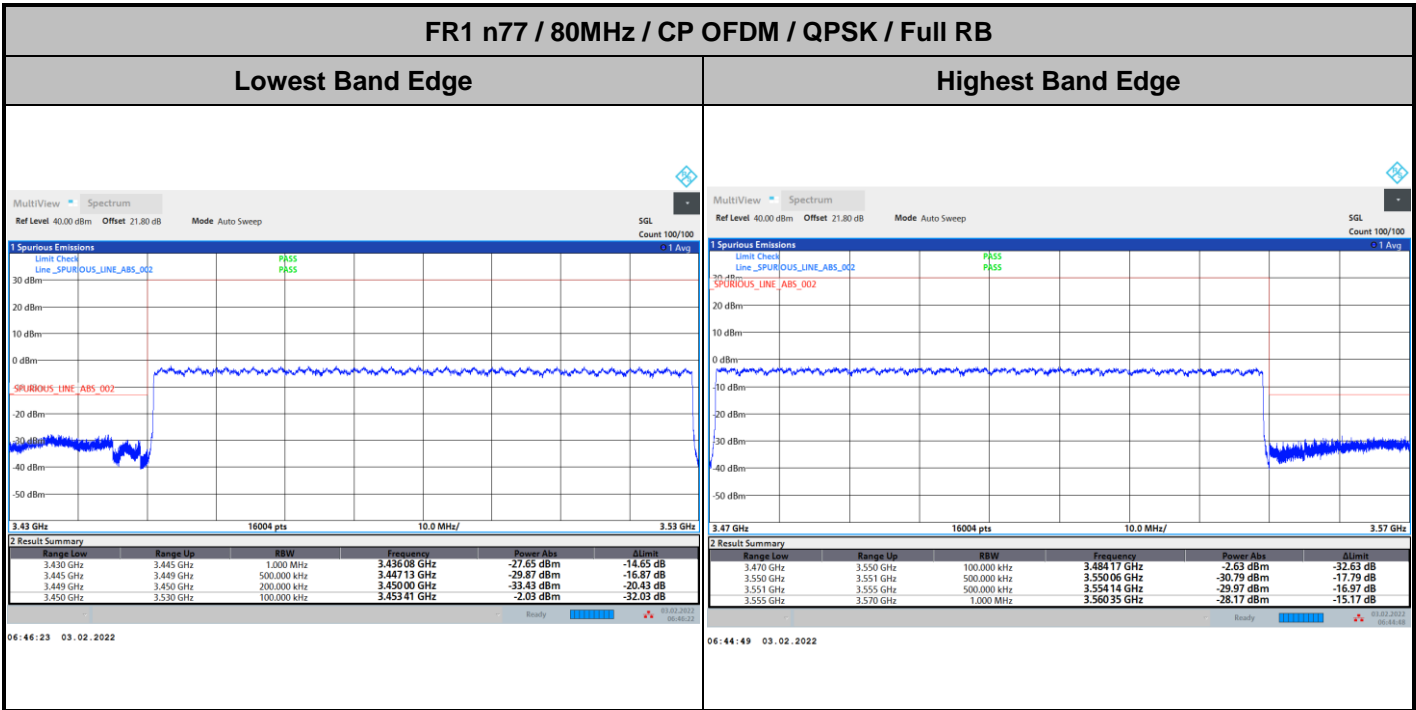 FR1 n77 / 80MHz / CP OFDM / QPSK / Full RB
Lowest Band Edge
Highest Band Edge
MultiView Spectrum
Ref Level 40.00 dBm Offset 21.80 dB Mode Auto Sweep SGL
Count 100/100
1 Spurious Emissions 1 Avg
Limit Check PASS
Line _SPURIOUS_LINE_ABS_002 PASS
30 dBm
20 dBm
10 dBm
0 dBm
_SPURIOUS_LINE_ABS_002
-20 dBm
-30 dBm
-40 dBm
-50 dBm
3.43 GHz 16004 pts 10.0 MHz/ 3.53 GHz
2 Result Summary
Range Low Range Up RBW Frequency Power Abs ΔLimit
3.430 GHz 3.445 GHz 1.000 MHz 3.43608 GHz -27.65 dBm -14.65 dB
3.445 GHz 3.449 GHz 500.000 kHz 3.44713 GHz -29.87 dBm -16.87 dB
3.449 GHz 3.450 GHz 200.000 kHz 3.45000 GHz -33.43 dBm -20.43 dB
3.450 GHz 3.530 GHz 100.000 kHz 3.45341 GHz -2.03 dBm -32.03 dB
Ready 03.02.2022
06:46:22
06:46:23 03.02.2022
MultiView Spectrum
Ref Level 40.00 dBm Offset 21.80 dB Mode Auto Sweep SGL
Count 100/100
1 Spurious Emissions 1 Avg
Limit Check PASS
Line _SPURIOUS_LINE_ABS_002 PASS
_SPURIOUS_LINE_ABS_002
20 dBm
10 dBm
0 dBm
-10 dBm
-20 dBm
-30 dBm
-40 dBm
-50 dBm
3.47 GHz 16004 pts 10.0 MHz/ 3.57 GHz
2 Result Summary
Range Low Range Up RBW Frequency Power Abs ΔLimit
3.470 GHz 3.550 GHz 100.000 kHz 3.48417 GHz -2.63 dBm -32.63 dB
3.550 GHz 3.551 GHz 500.000 kHz 3.55006 GHz -30.79 dBm -17.79 dB
3.551 GHz 3.555 GHz 500.000 kHz 3.55414 GHz -29.97 dBm -16.97 dB
3.555 GHz 3.570 GHz 1.000 MHz 3.56035 GHz -28.17 dBm -15.17 dB
Ready 03.02.2022
06:44:48
06:44:49 03.02.2022